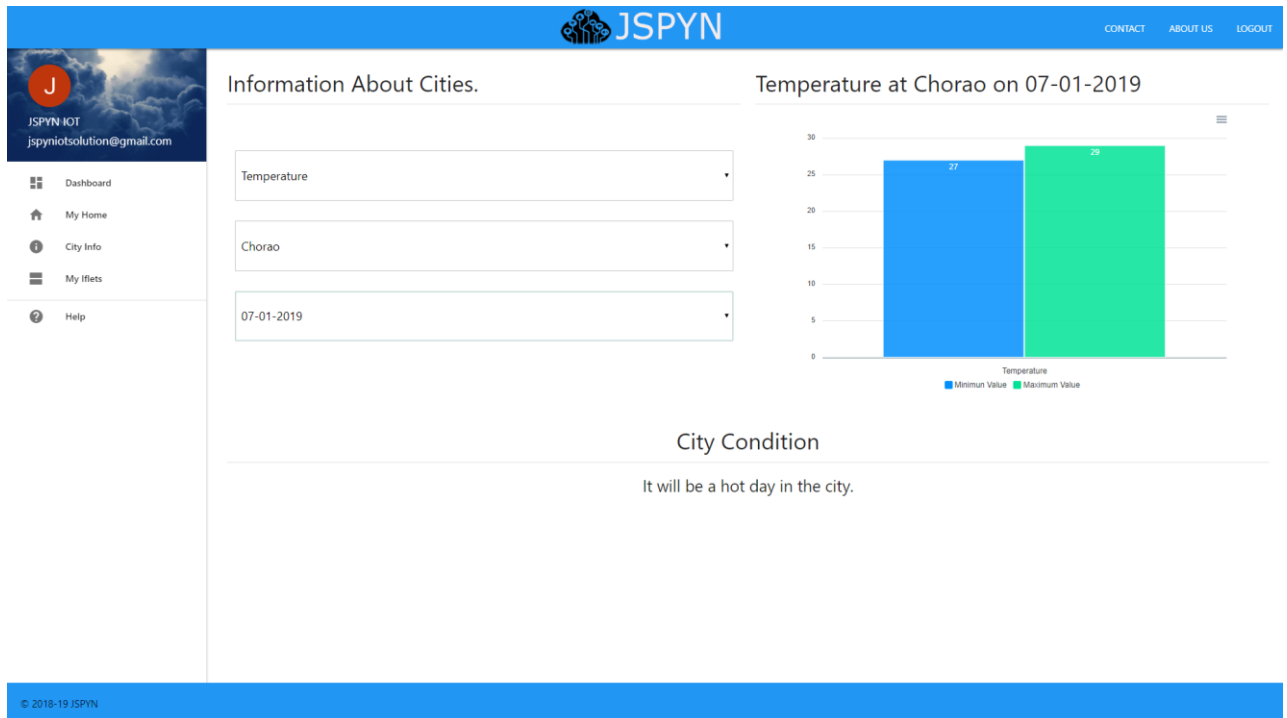 JSPYN
CONTACT ABOUT US LOGOUT
J
JSPYN IOT
jspyniotsolution@gmail.com
Dashboard
My Home
City Info
My Iflets
Help
Information About Cities.
Temperature
Chorao
07-01-2019
Temperature at Chorao on 07-01-2019
30
25
20
15
10
5
0
27
29
Temperature
Minimun Value Maximum Value
City Condition
It will be a hot day in the city.
© 2018-19 JSPYN